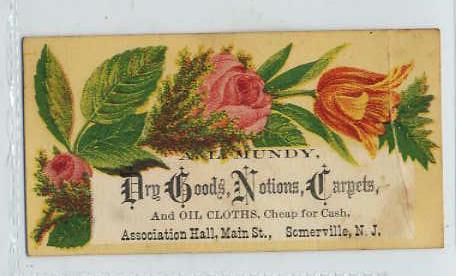 A. L. MUNDY,
Dry Goods, Notions, Carpets,
And OIL CLOTHS, Cheap for Cash,
Association Hall, Main St., Somerville, N. J.